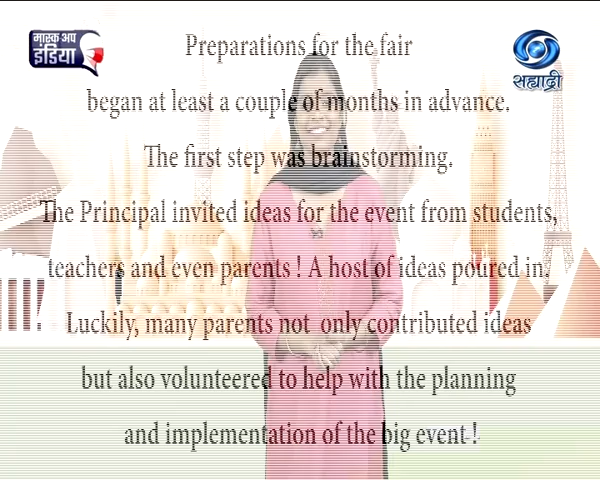 मास्क अप
इंडिया
सह्याद्री
Preparations for the fair
began at least a couple of months in advance.
The first step was brainstorming.
The Principal invited ideas for the event from students,
teachers and even parents ! A host of ideas poured in.
Luckily, many parents not only contributed ideas
but also volunteered to help with the planning
and implementation of the big event !